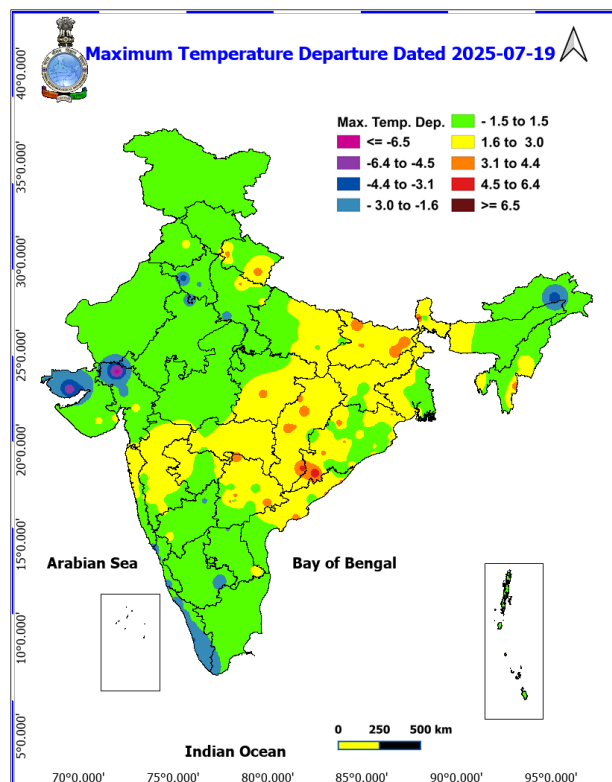 Maximum Temperature Departure Dated 2025-07-19
Max. Temp. Dep.
<= -6.5
-6.4 to -4.5
-4.4 to -3.1
- 3.0 to -1.6
- 1.5 to 1.5
1.6 to 3.0
3.1 to 4.4
4.5 to 6.4
>= 6.5
40°0.000'
35°0.000'
30°0.000'
25°0.000'
20°0.000'
15°0.000'
10°0.000'
5°0.000'
Arabian Sea
Bay of Bengal
Indian Ocean
0 250 500 km
70°0.000' 75°0.000' 80°0.000' 85°0.000' 90°0.000' 95°0.000'